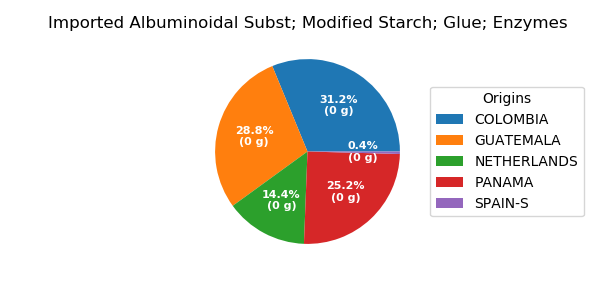 Imported Albuminoidal Subst; Modified Starch; Glue; Enzymes
31.2%
(0 g)
28.8%
(0 g)
0.4%
(0 g)
14.4%
(0 g)
25.2%
(0 g)
Origins
COLOMBIA
GUATEMALA
NETHERLANDS
PANAMA
SPAIN-S